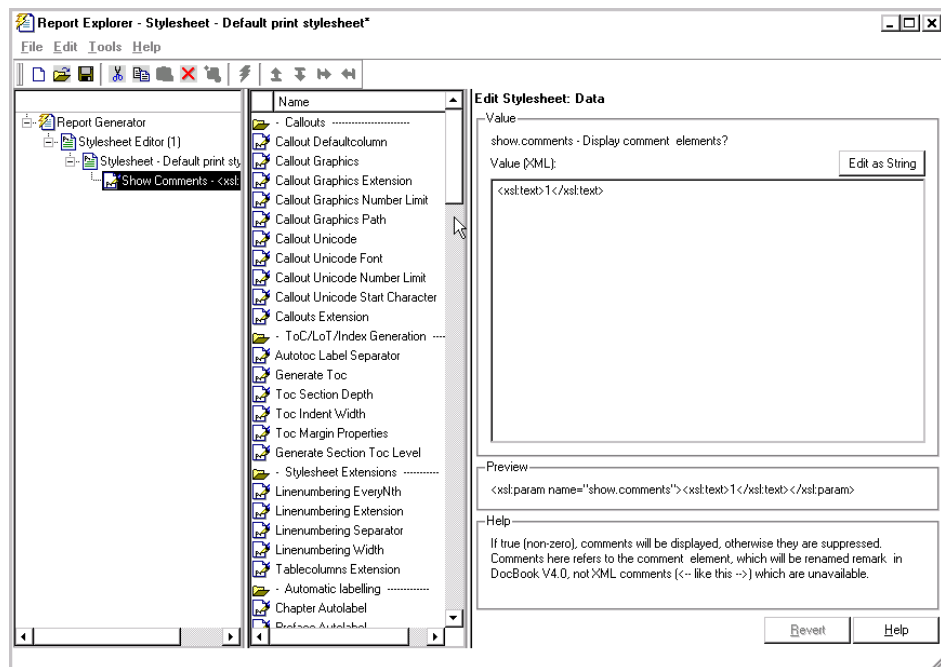 Report Explorer - Stylesheet - Default print stylesheet*
File Edit Tools Help
Report Generator
Stylesheet Editor (1)
Stylesheet - Default print sty
Show Comments - <xsl:
Name
- Callouts ----------------------
Callout Defaultcolumn
Callout Graphics
Callout Graphics Extension
Callout Graphics Number Limit
Callout Graphics Path
Callout Unicode
Callout Unicode Font
Callout Unicode Number Limit
Callout Unicode Start Character
Callouts Extension
- ToC/LoT/Index Generation ----
Autotoc Label Separator
Generate Toc
Toc Section Depth
Toc Indent Width
Toc Margin Properties
Generate Section Toc Level
- Stylesheet Extensions ----------
Linenumbering EveryNth
Linenumbering Extension
Linenumbering Separator
Linenumbering Width
Tablecolumns Extension
- Automatic labelling ------------
Chapter Autolabel
Preface Autolabel
Edit Stylesheet: Data
Value
show.comments - Display comment elements?
Value (XML):
Edit as String
<xsl:text>1</xsl:text>
Preview
<xsl:param name="show.comments"><xsl:text>1</xsl:text></xsl:param>
Help
If true (non-zero), comments will be displayed, otherwise they are suppressed.
Comments here refers to the comment element, which will be renamed remark in
DocBook V4.0, not XML comments (<-- like this -->) which are unavailable.
Revert
Help